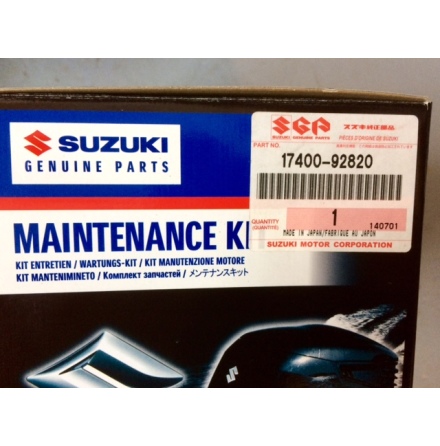 SUZUKI
GENUINE PARTS
MAINTENANCE KI
KIT ENTRETIEN / WARTUNGS-KIT / KIT MANUTENZIONE MOTORE
KIT MANTENIMINETO / Комплект запчастей / メンテナンスキット
SGP スズキ純正部品
SUZUKI GENUINE PARTS PIÈCES D'ORIGINE DE SUZUKI
PART NO.
17400-92820
QUANTITY
(QUANTITE)
1
140701
MADE IN JAPAN/FABRIQUE AU JAPON
SUZUKI MOTOR CORPORATION